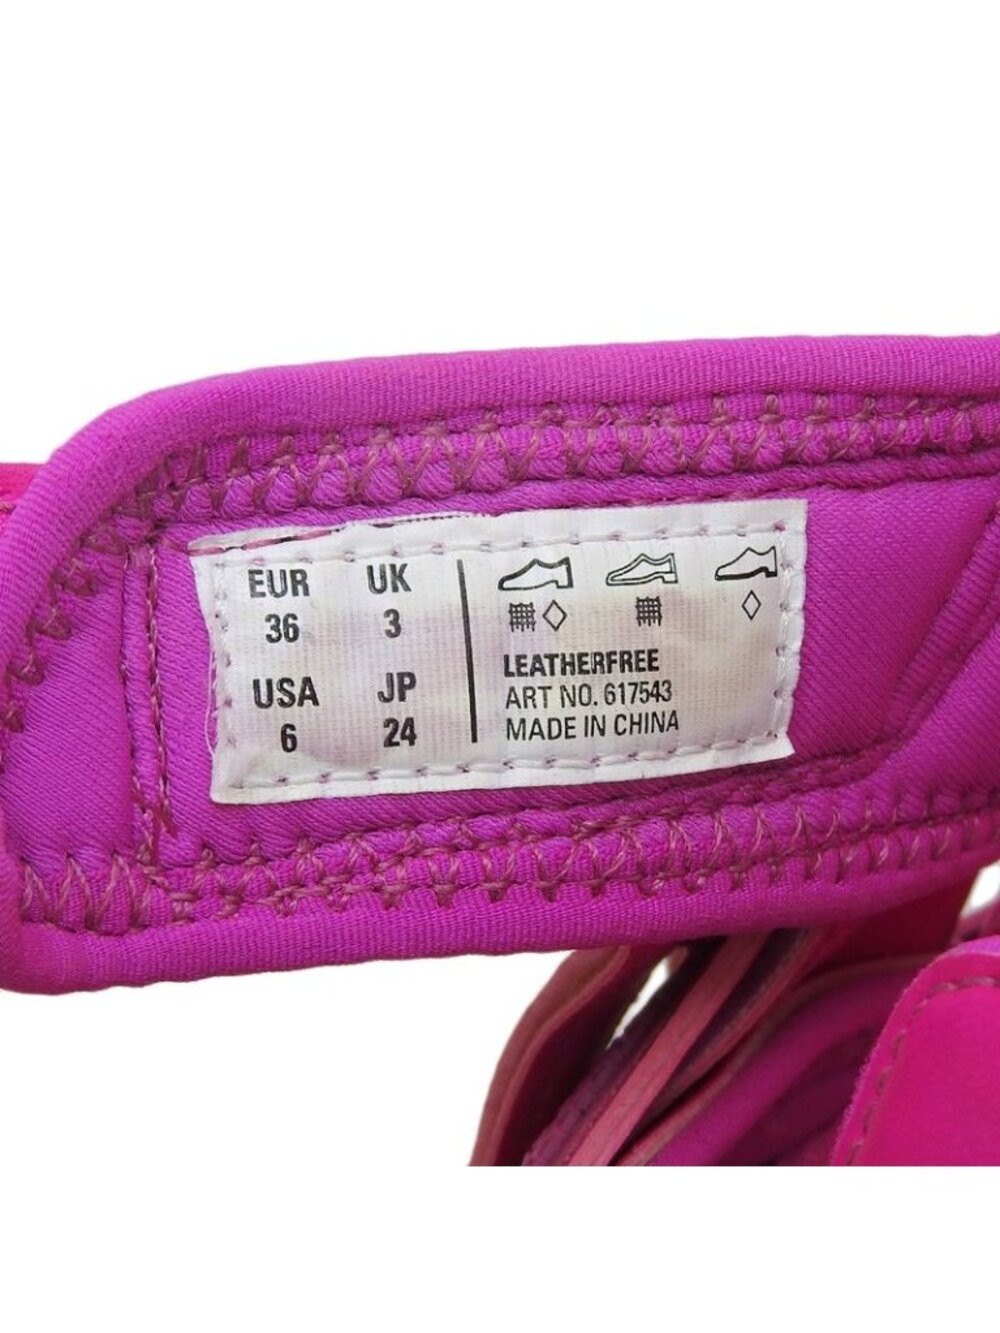 EUR UK
36 3
USA JP
6 24
LEATHERFREE
ART NO. 617543
MADE IN CHINA